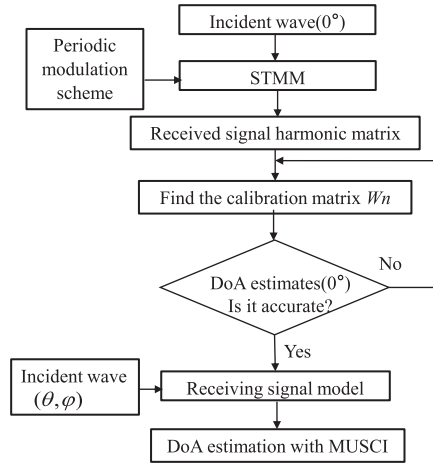 Incident wave(0°)
Periodic
modulation
scheme
STMM
Received signal harmonic matrix
Find the calibration matrix Wn
DoA estimates(0°)
Is it accurate?
No
Yes
Incident wave
(θ,φ)
Receiving signal model
DoA estimation with MUSCI